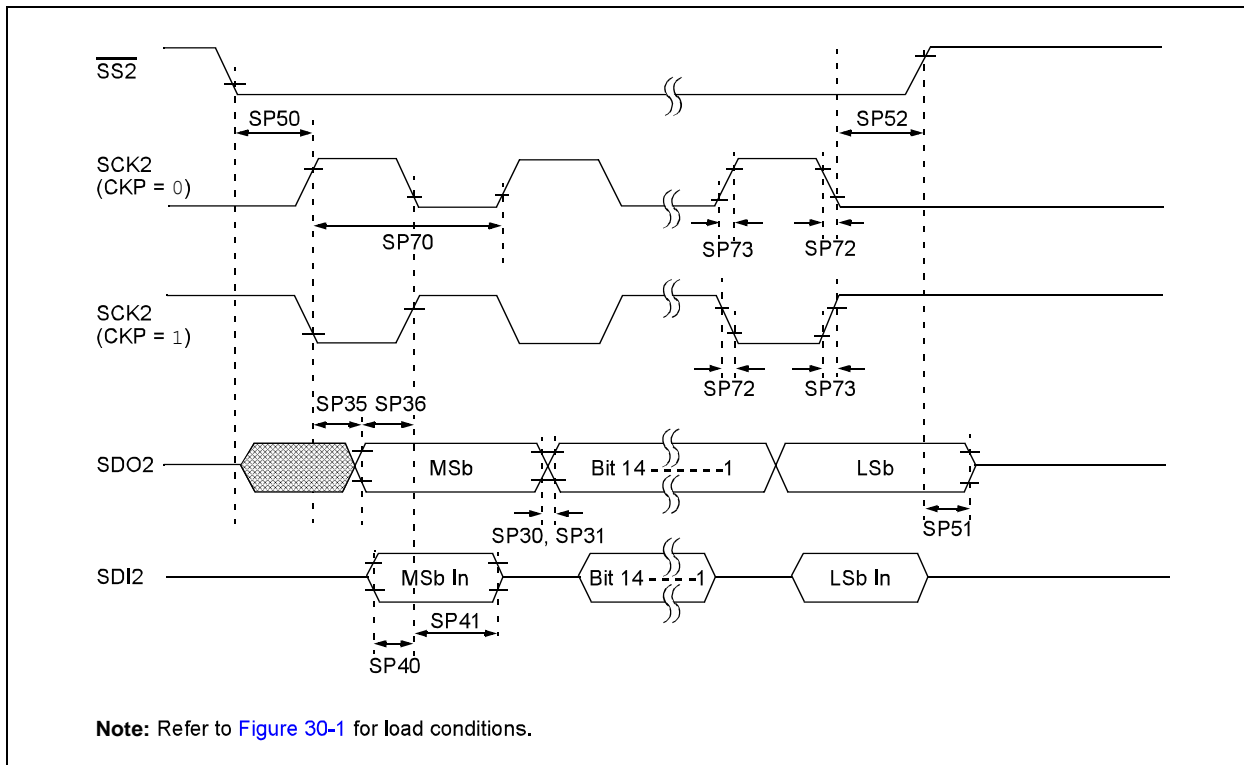 SS2
SP50
SP52
SCK2
(CKP = 0)
SP70
SP73
SP72
SCK2
(CKP = 1)
SP72
SP73
SP35
SP36
SDO2
MSb
Bit 14 - - - - - - 1
LSb
SP30, SP31
SP51
SDI2
MSb In
Bit 14 - - - - 1
LSb In
SP41
SP40
Note: Refer to Figure 30-1 for load conditions.